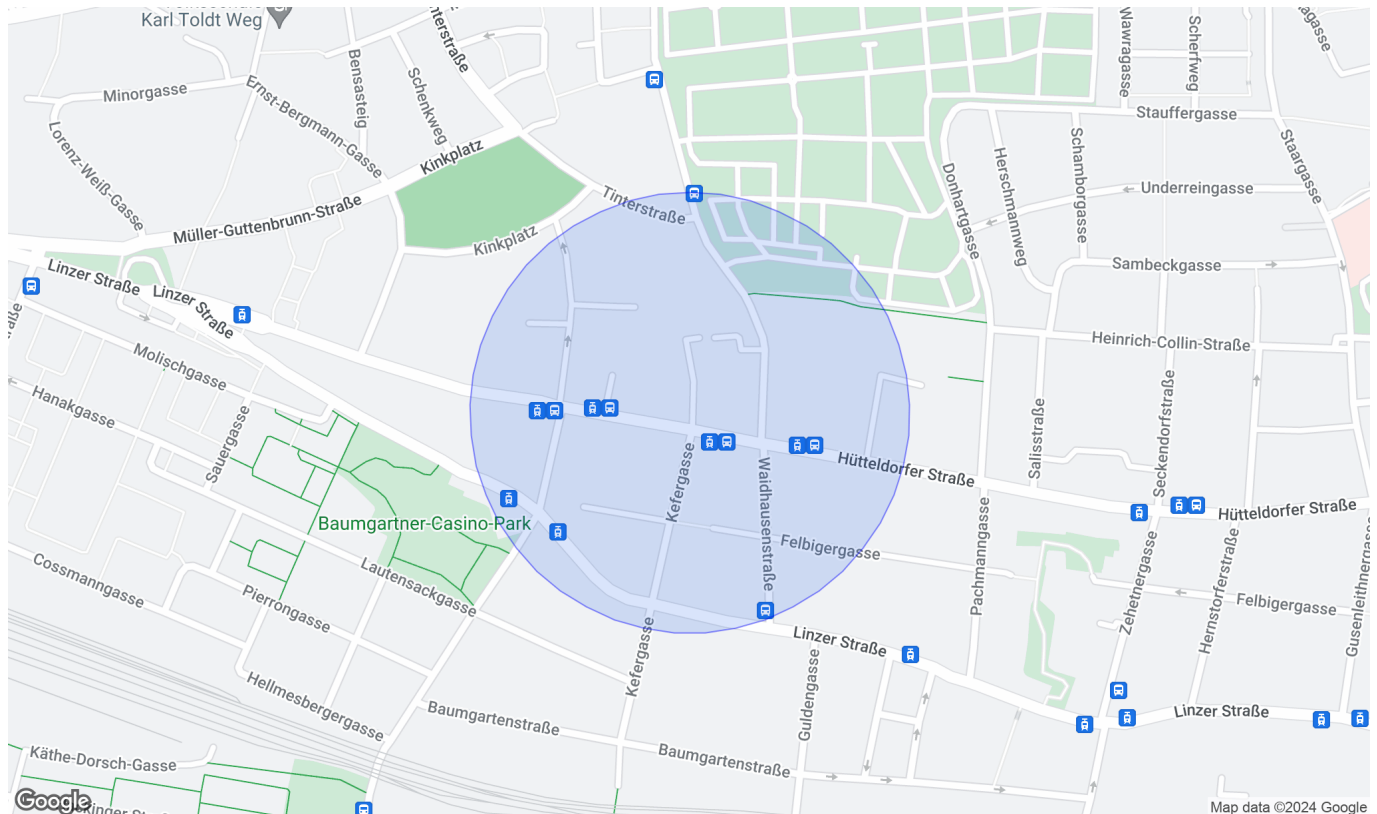 Karl Toldt Weg
Minorgasse
Bensasteig
Schenkweg
Ernst-Bergmann-Gasse
Lorenz-Weiß-Gasse
Kinkplatz
Müller-Guttenbrunn-Straße
Kinkplatz
Tinterstraße
Wawragasse
Scherfweg
Stauffergasse
Staargasse
Schamborgasse
Herschmannweg
Donhartgasse
Underreingasse
Sambeckgasse
Heinrich-Collin-Straße
Linzer Straße
Linzer Straße
Molischgasse
Hanakgasse
Sauergasse
Baumgartner-Casino-Park
Kefergasse
Waidhausenstraße
Hütteldorfer Straße
Salisstraße
Seckendorfstraße
Hütteldorfer Straße
Felbigergasse
Pachmanngasse
Felbigergasse
Zehetnergasse
Hernstorferstraße
Gusenleithnergasse
Cossmanngasse
Pierrongasse
Lautensackgasse
Hellmesbergergasse
Kefergasse
Linzer Straße
Guldengasse
Linzer Straße
Baumgartenstraße
Baumgartenstraße
Käthe-Dorsch-Gasse
Google
Map data ©2024 Google